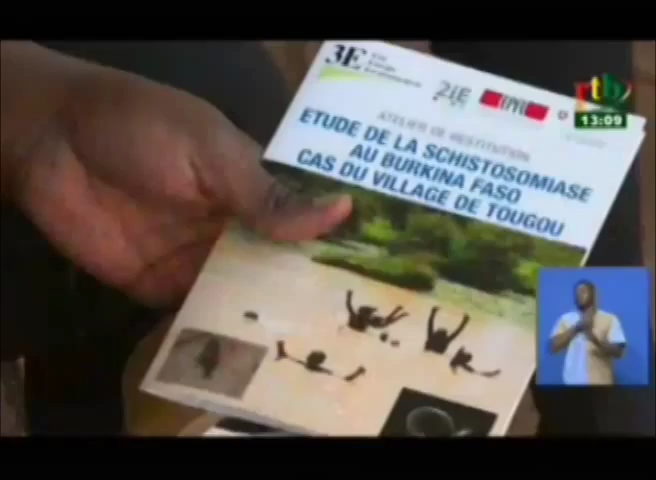 3E
2iE
rtb
13:09
ATELIER DE RESTITUTION
ETUDE DE LA SCHISTOSOMIASE
AU BURKINA FASO
CAS DU VILLAGE DE TOUGOU